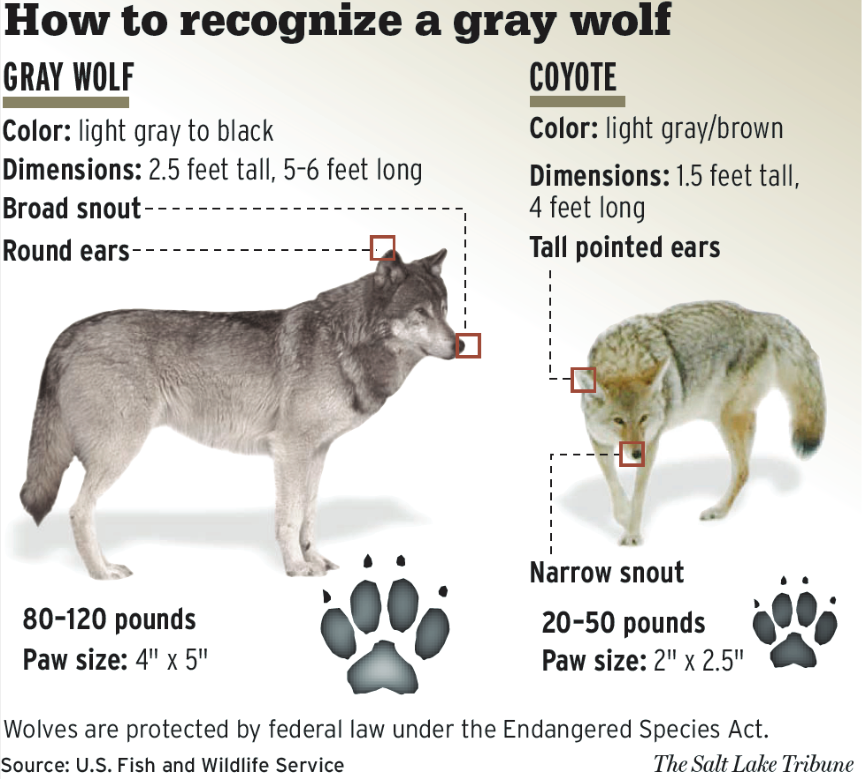 How to recognize a gray wolf
GRAY WOLF
Color: light gray to black
Dimensions: 2.5 feet tall, 5–6 feet long
Broad snout
Round ears
80–120 pounds
Paw size: 4" x 5"
COYOTE
Color: light gray/brown
Dimensions: 1.5 feet tall,
4 feet long
Tall pointed ears
Narrow snout
20–50 pounds
Paw size: 2" x 2.5"
Wolves are protected by federal law under the Endangered Species Act.
Source: U.S. Fish and Wildlife Service
The Salt Lake Tribune